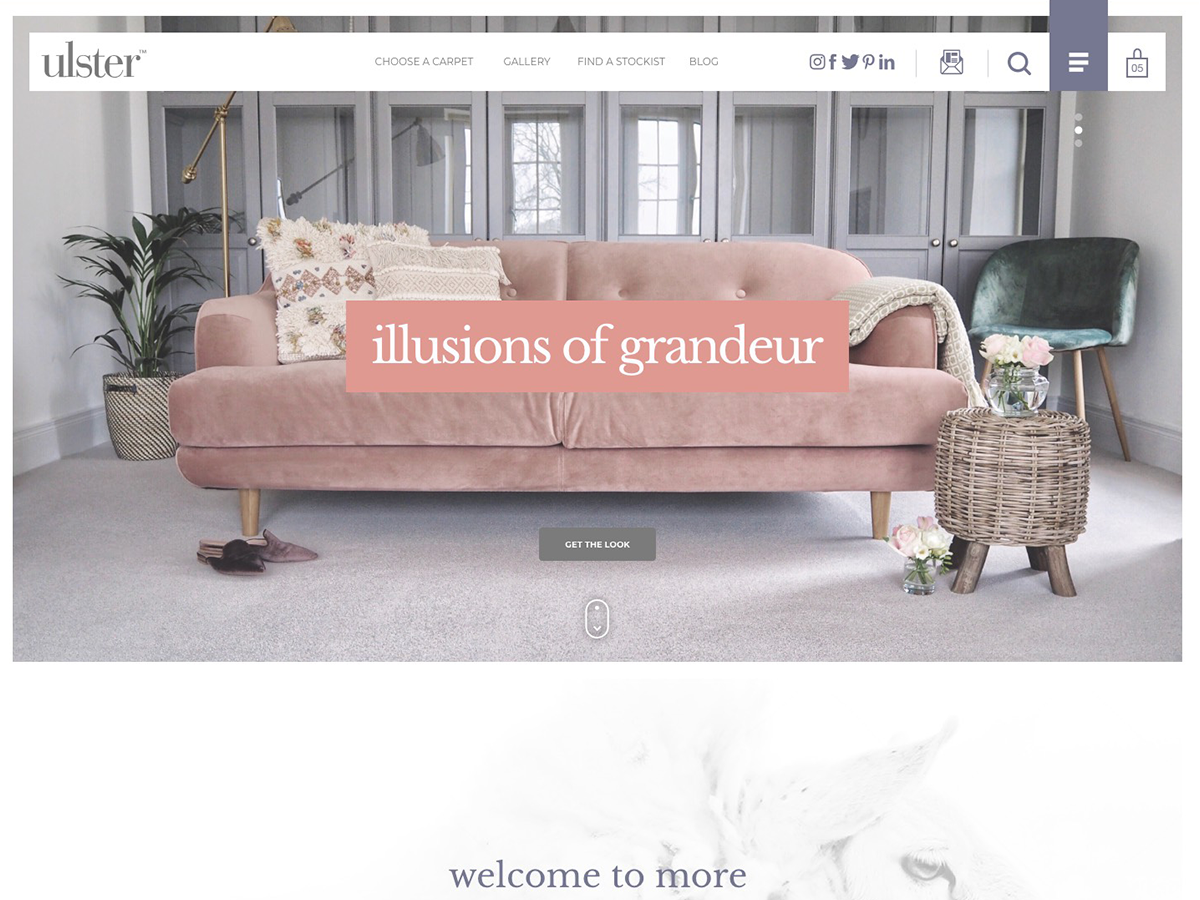 ulster™
CHOOSE A CARPET
GALLERY
FIND A STOCKIST
BLOG
05
illusions of grandeur
GET THE LOOK
welcome to more